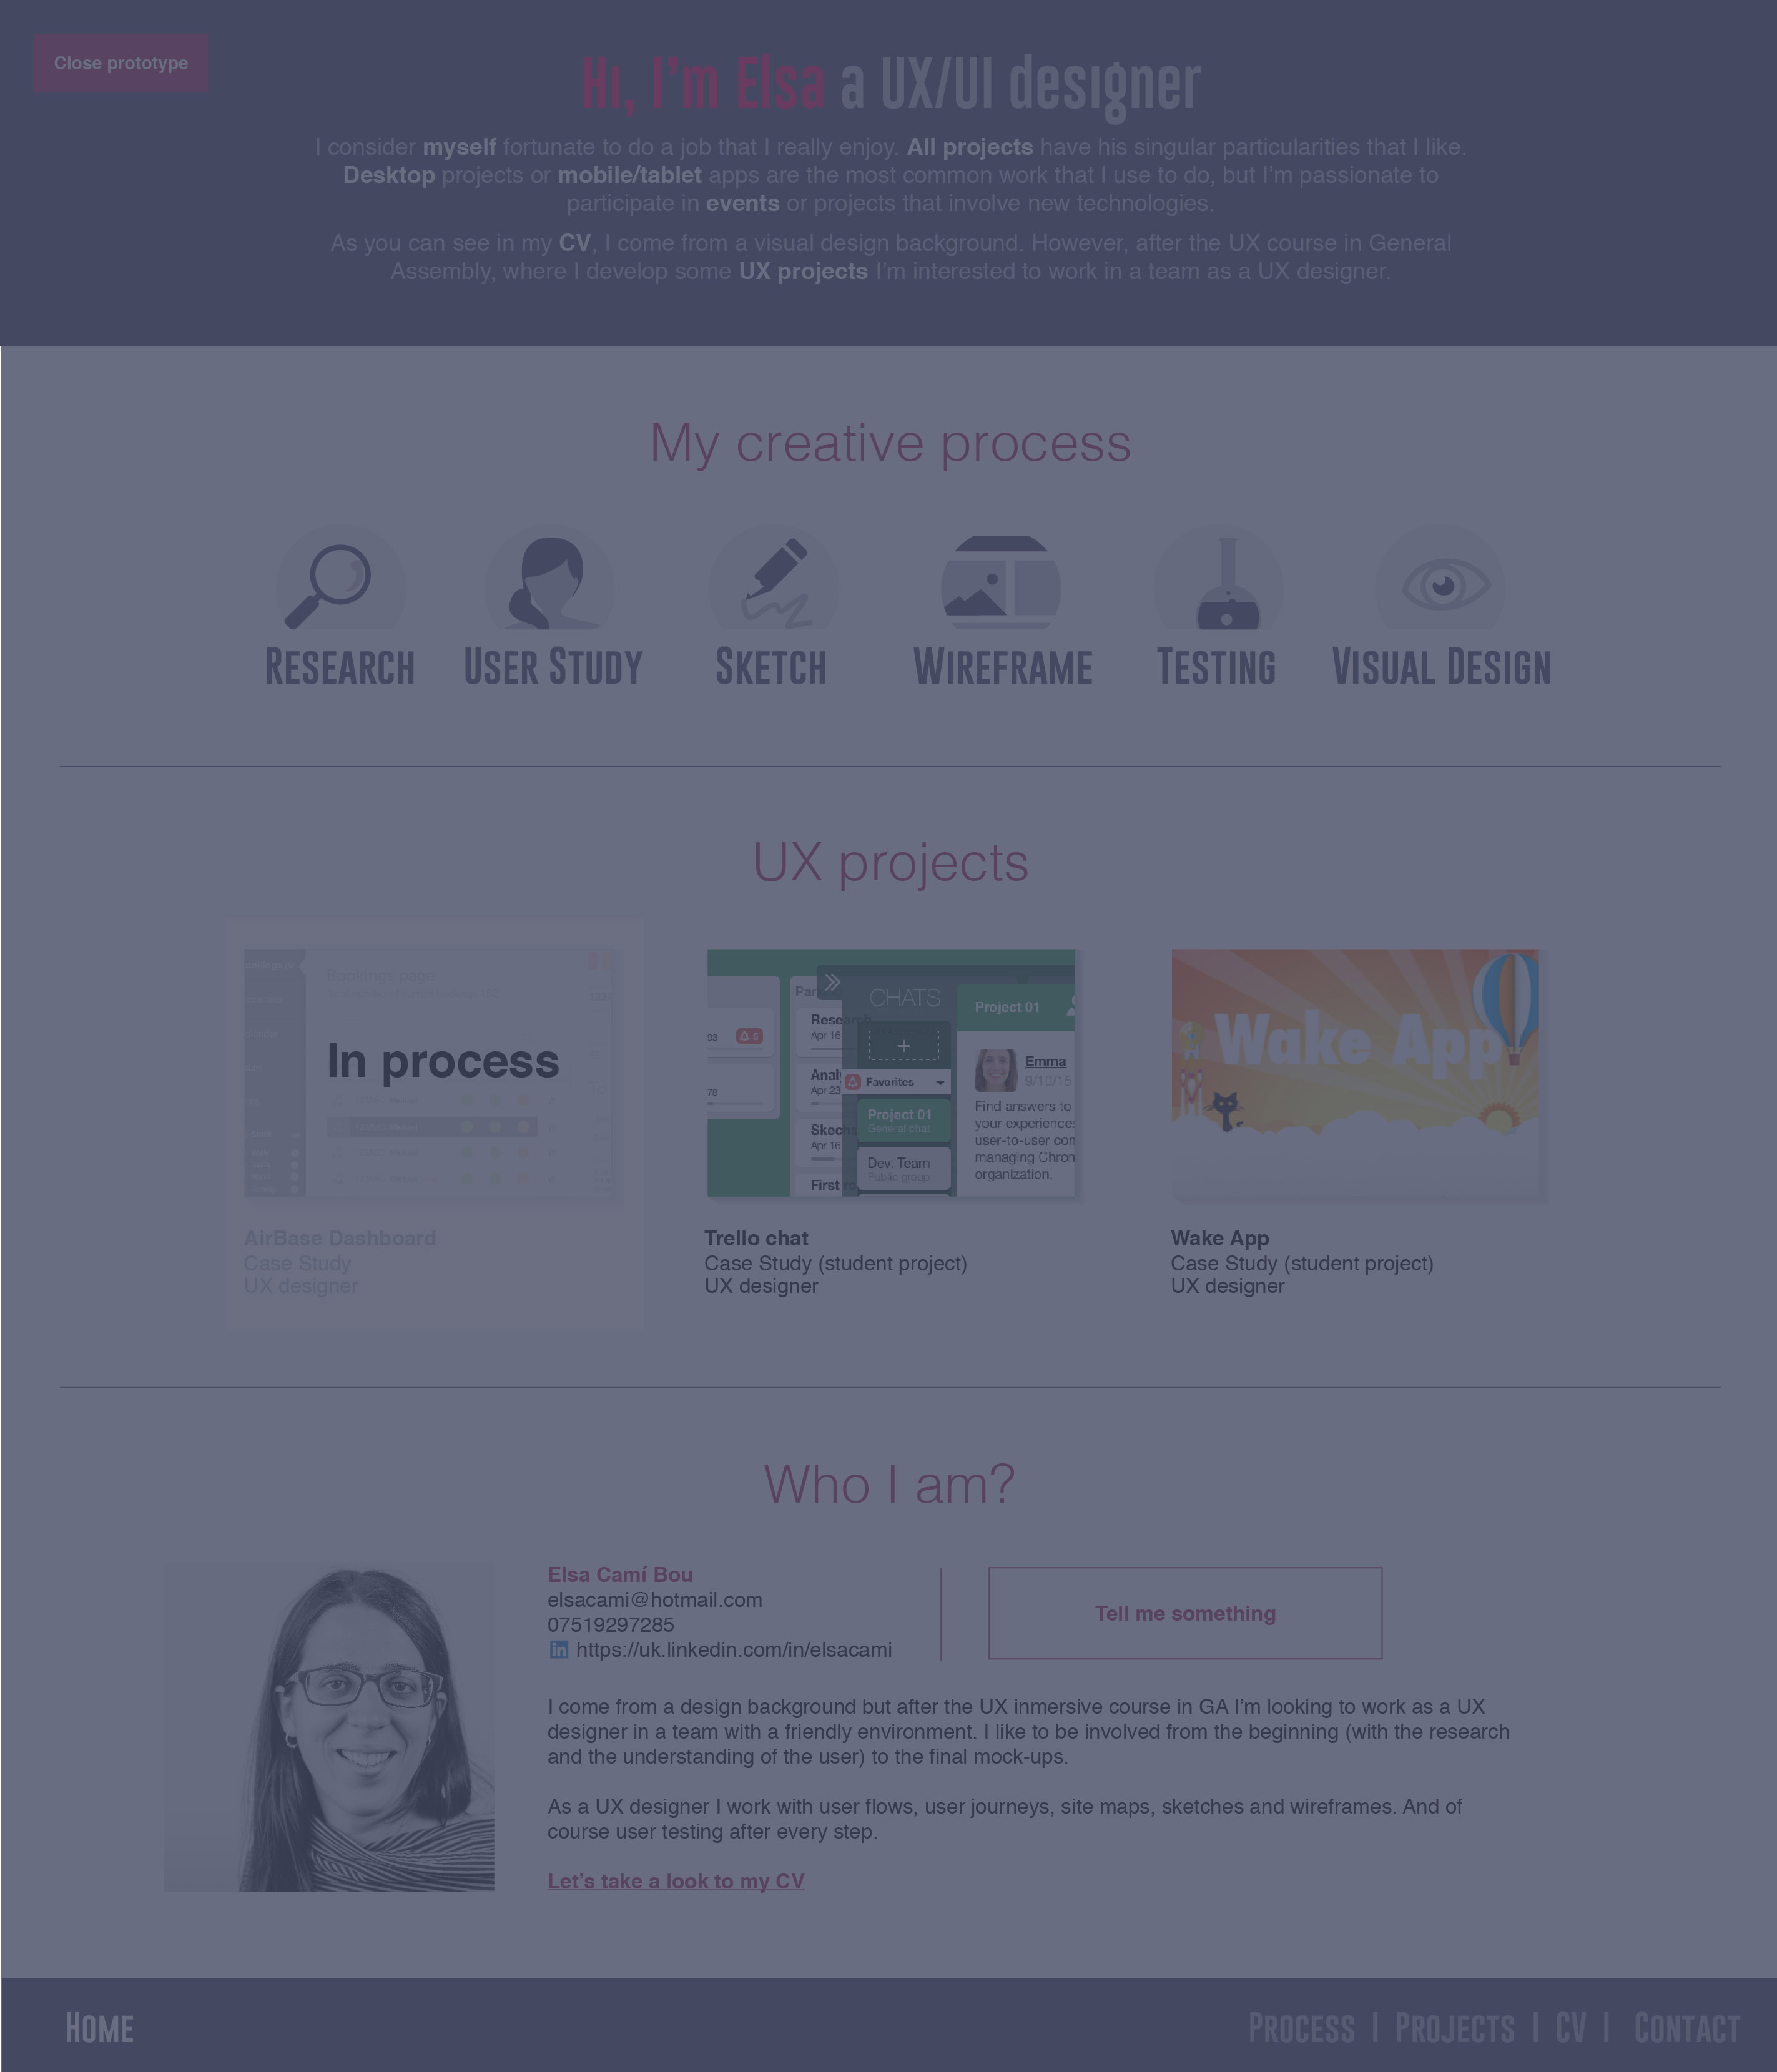 Close prototype
Hi, I'm Elsa a UX/UI designer
I consider myself fortunate to do a job that I really enjoy. All projects have his singular particularities that I like.
Desktop projects or mobile/tablet apps are the most common work that I use to do, but I'm passionate to
participate in events or projects that involve new technologies.
As you can see in my CV, I come from a visual design background. However, after the UX course in General
Assembly, where I develop some UX projects I'm interested to work in a team as a UX designer.
My creative process
Research
User Study
Sketch
Wireframe
Testing
Visual Design
UX projects
Bookings page
In process
AirBase Dashboard
Case Study
UX designer
93
8
78
Apr 16
Apr 23
Apr 16
First
CHATS
+
Favorites
Project 01
General chat
Dev. Team
Public group
Project 01
Emma
9/10/15
Find answers to
your experiences
user-to-user
managing
organization.
Trello chat
Case Study (student project)
UX designer
Wake App
Wake App
Case Study (student project)
UX designer
Who I am?
Elsa Camí Bou
elsacami@hotmail.com
07519297285
in https://uk.linkedin.com/in/elsacami
Tell me something
I come from a design background but after the UX inmersive course in GA I'm looking to work as a UX
designer in a team with a friendly environment. I like to be involved from the beginning (with the research
and the understanding of the user) to the final mock-ups.
As a UX designer I work with user flows, user journeys, site maps, sketches and wireframes. And of
course user testing after every step.
Let's take a look to my CV
Home
Process | Projects | CV | Contact